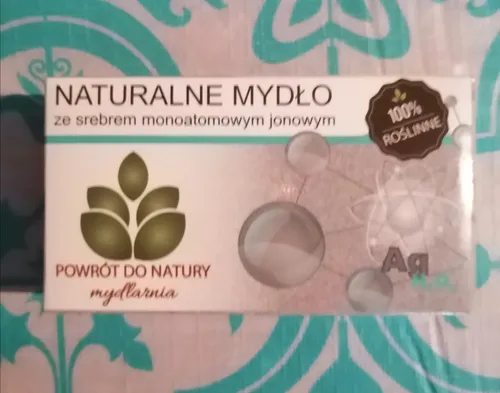 NATURALNE MYDŁO
ze srebrem monoatomowym jonowym
100%
ROŚLINNE
POWRÓT DO NATURY
mydlarnia
Ag